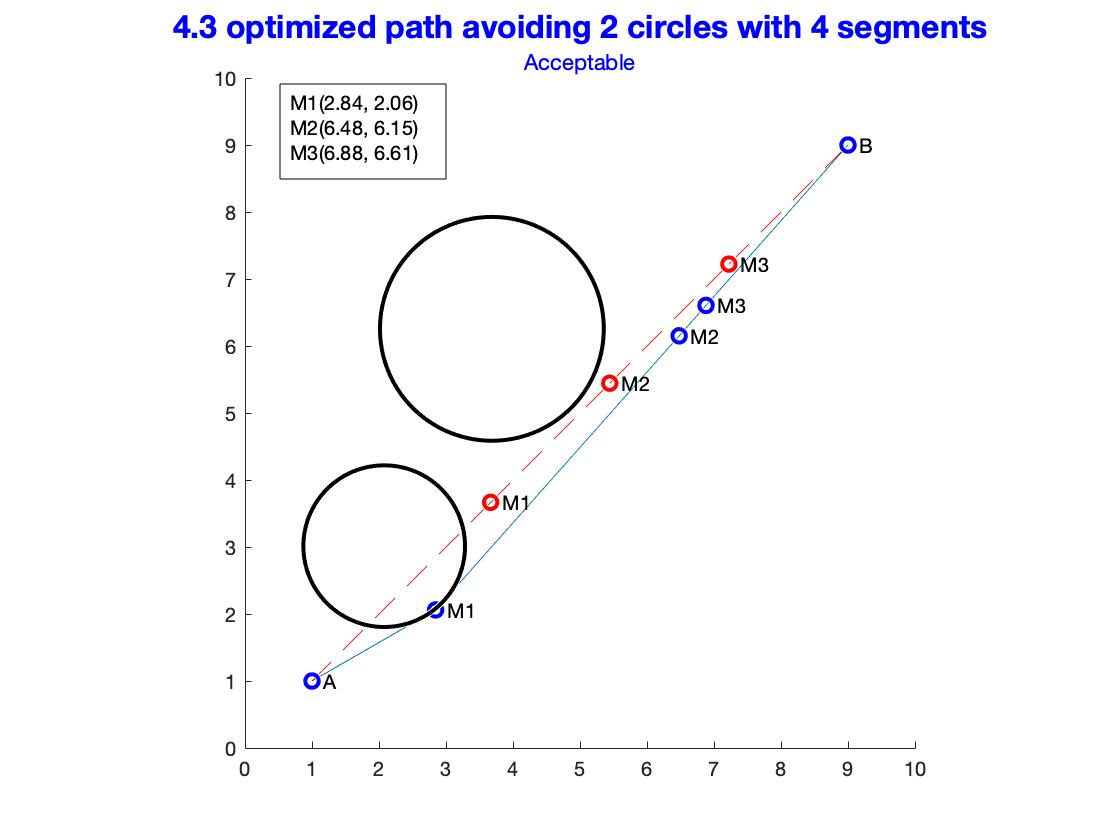 4.3 optimized path avoiding 2 circles with 4 segments
Acceptable
10
M1(2.84, 2.06)
M2(6.48, 6.15)
M3(6.88, 6.61)
9
B
8
M3
7
M3
M2
6
M2
5
4
M1
3
2
M1
1
A
0
0 1 2 3 4 5 6 7 8 9 10